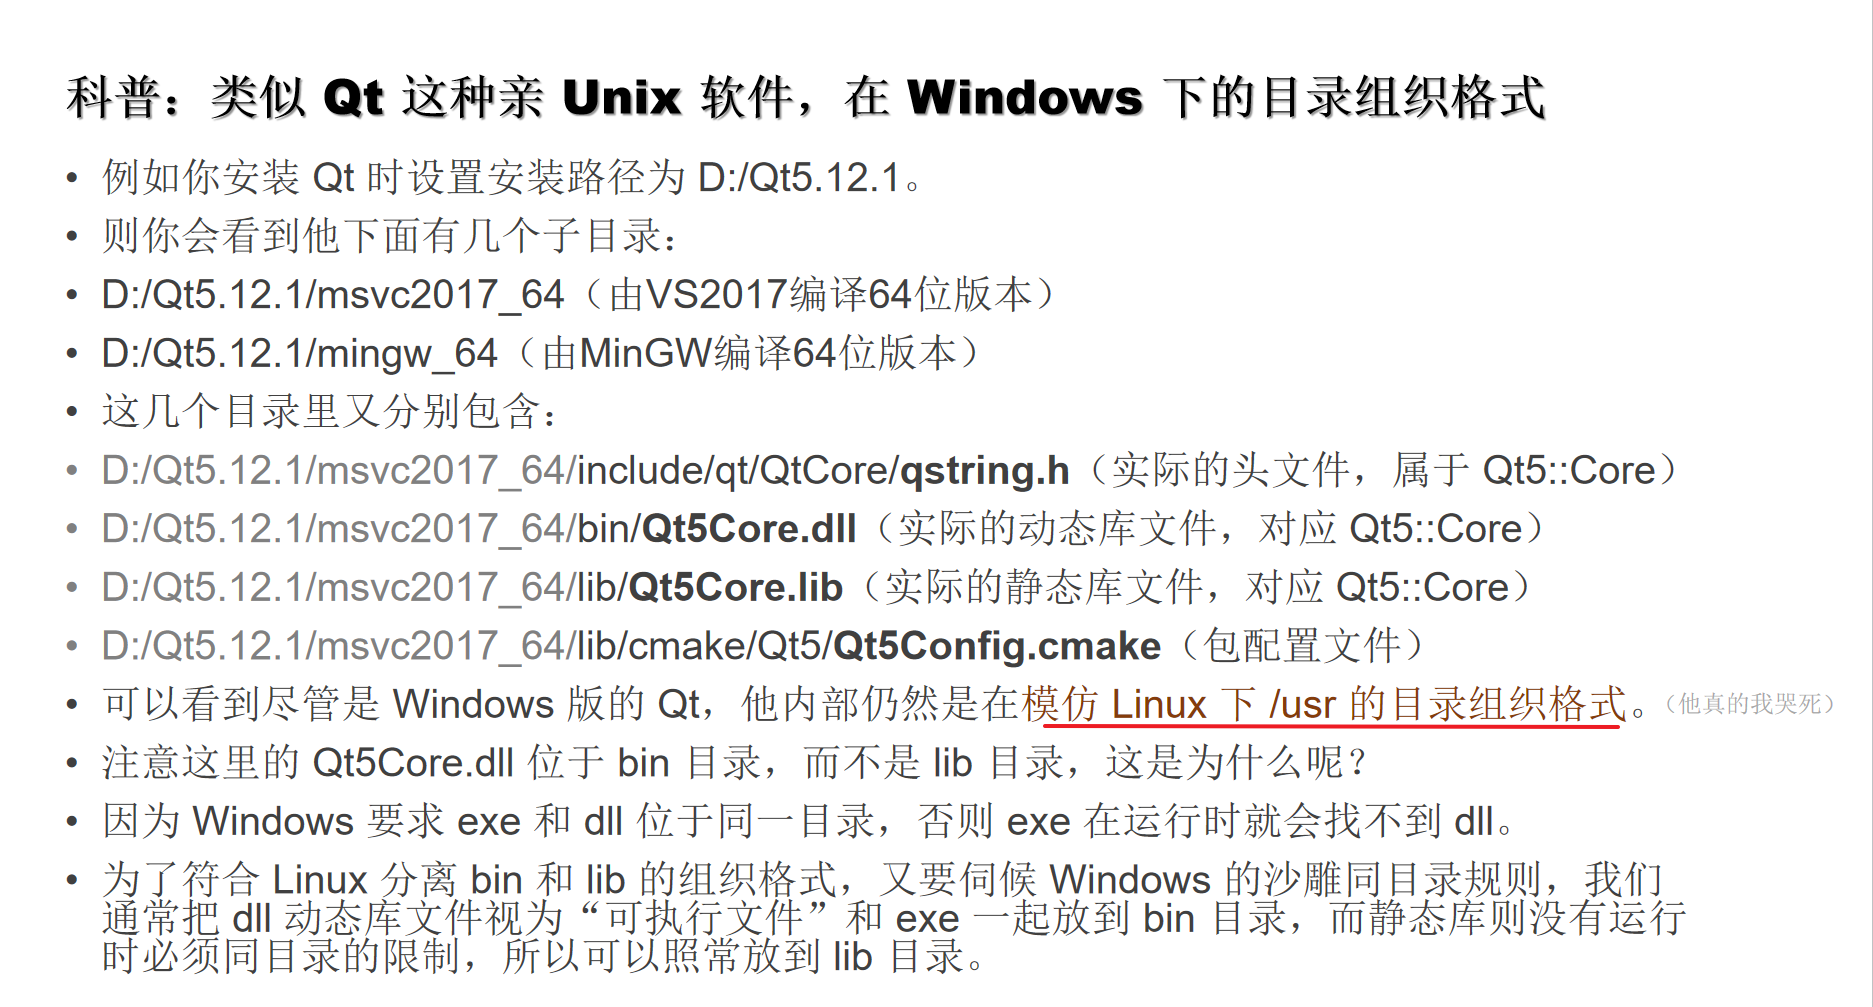 科普：类似 Qt 这种亲 Unix 软件，在 Windows 下的目录组织格式
• 例如你安装 Qt 时设置安装路径为 D:/Qt5.12.1。
• 则你会看到他下面有几个子目录：
• D:/Qt5.12.1/msvc2017_64（由VS2017编译64位版本）
• D:/Qt5.12.1/mingw_64（由MinGW编译64位版本）
• 这几个目录里又分别包含：
• D:/Qt5.12.1/msvc2017_64/include/qt/QtCore/qstring.h（实际的头文件，属于 Qt5::Core）
• D:/Qt5.12.1/msvc2017_64/bin/Qt5Core.dll（实际的动态库文件，对应 Qt5::Core）
• D:/Qt5.12.1/msvc2017_64/lib/Qt5Core.lib（实际的静态库文件，对应 Qt5::Core）
• D:/Qt5.12.1/msvc2017_64/lib/cmake/Qt5/Qt5Config.cmake（包配置文件）
• 可以看到尽管是 Windows 版的 Qt，他内部仍然是在模仿 Linux 下 /usr 的目录组织格式。（他真的我哭死）
• 注意这里的 Qt5Core.dll 位于 bin 目录，而不是 lib 目录，这是为什么呢？
• 因为 Windows 要求 exe 和 dll 位于同一目录，否则 exe 在运行时就会找不到 dll。
• 为了符合 Linux 分离 bin 和 lib 的组织格式，又要伺候 Windows 的沙雕同目录规则，我们
通常把 dll 动态库文件视为“可执行文件”和 exe 一起放到 bin 目录，而静态库则没有运行
时必须同目录的限制，所以可以照常放到 lib 目录。